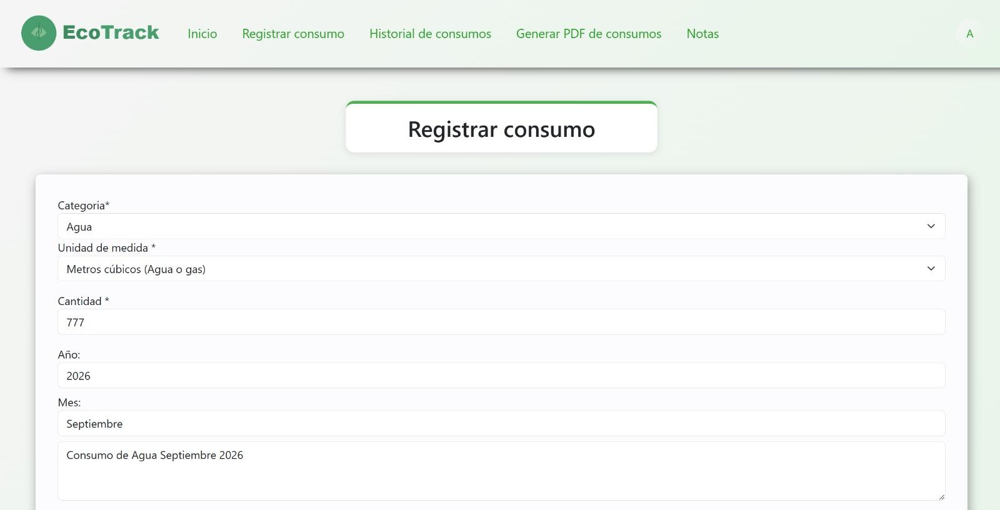 EcoTrack
Inicio
Registrar consumo
Historial de consumos
Generar PDF de consumos
Notas
A
Registrar consumo
Categoria*
Agua
Unidad de medida *
Metros cúbicos (Agua o gas)
Cantidad *
777
Año:
2026
Mes:
Septiembre
Consumo de Agua Septiembre 2026